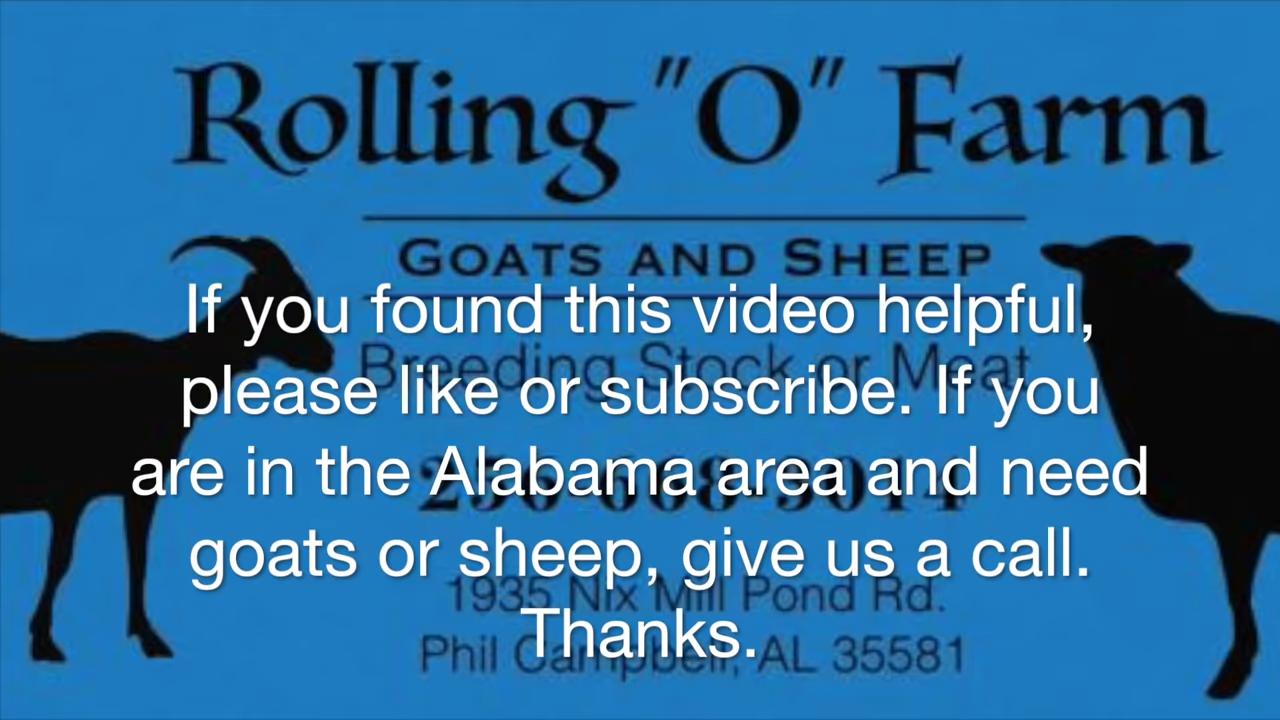 Rolling "O" Farm
GOATS AND SHEEP
If you found this video helpful,
Breeding Stock or Meat
please like or subscribe. If you
are in the Alabama area and need
goats or sheep, give us a call.
1935 Nix Mill Pond Rd.
Thanks.
Phil Campbell, AL 35581